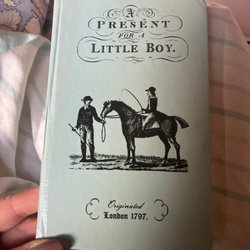 A
PRESENT
FOR A
LITTLE BOY.
Originated
London 1797.